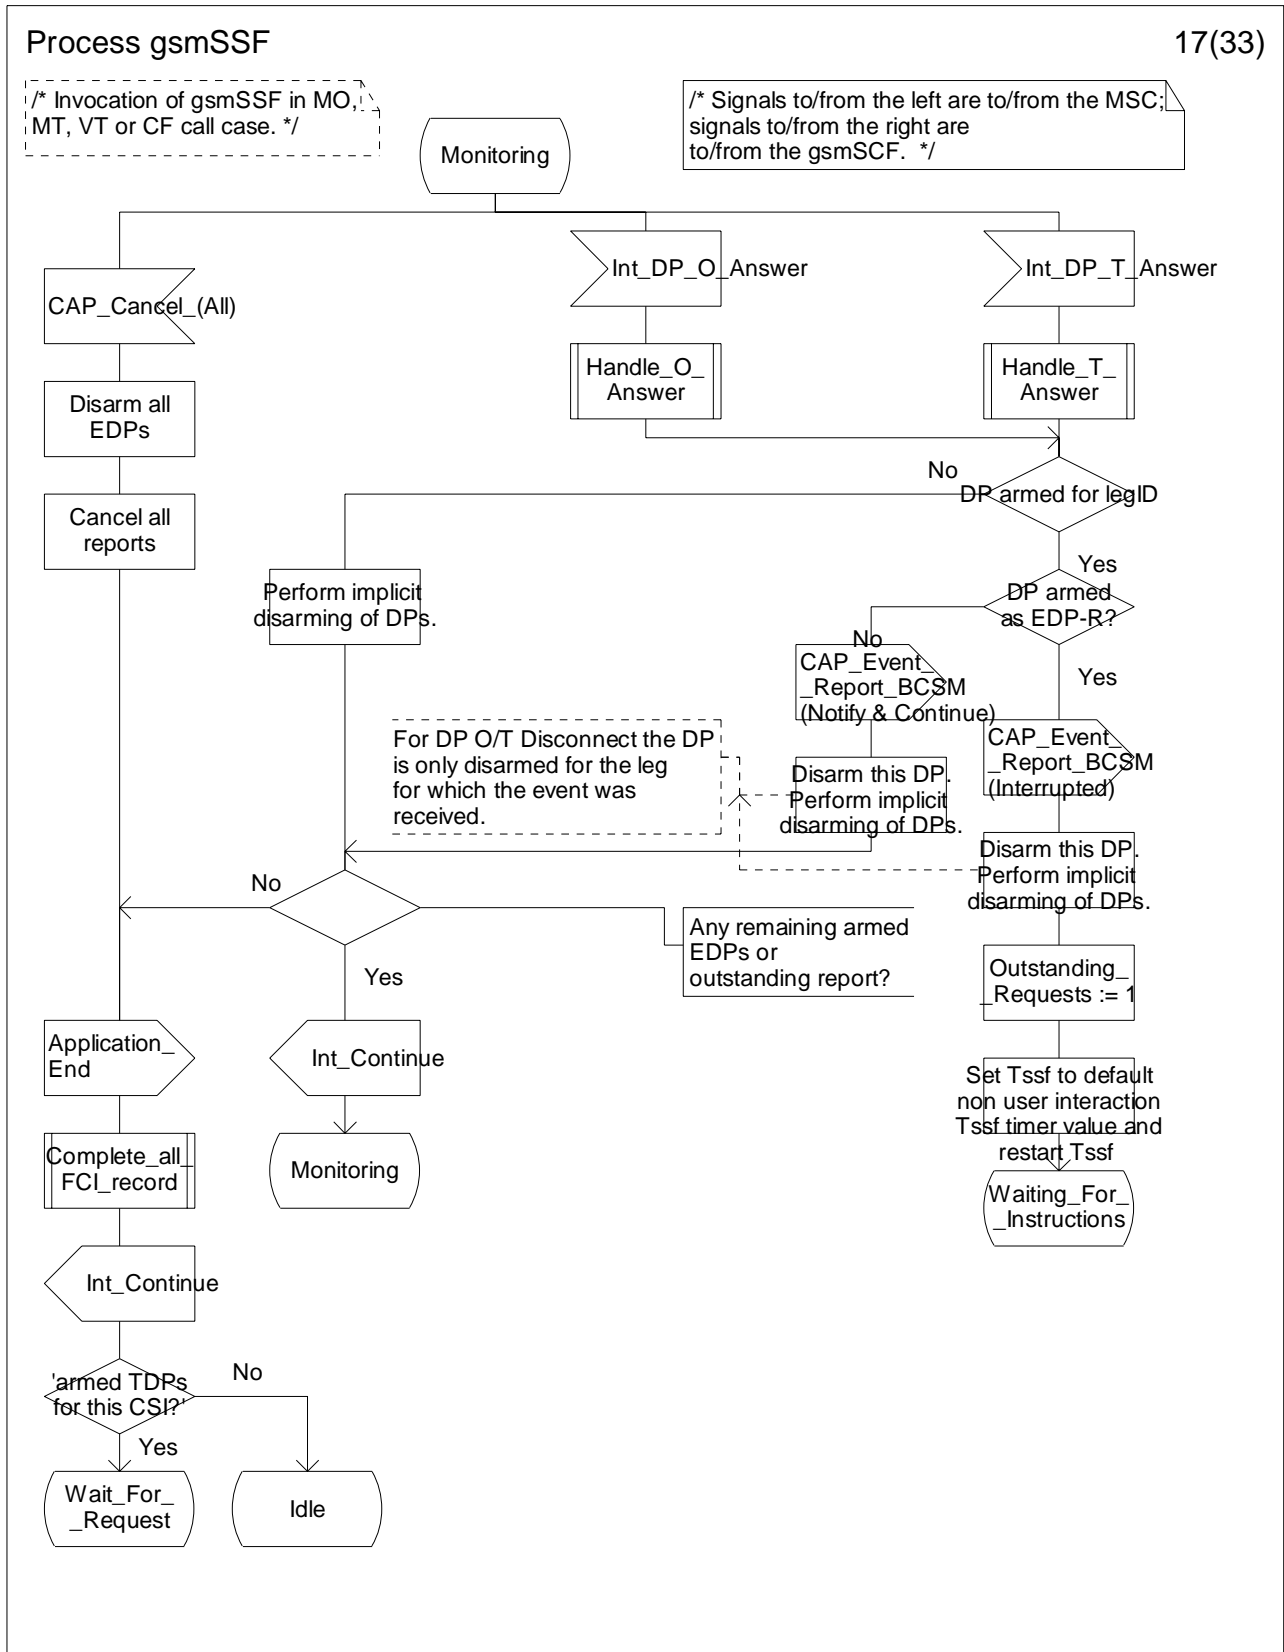 Process gsmSSF
17(33)
/* Invocation of gsmSSF in MO,
MT, VT or CF call case. */
/* Signals to/from the left are to/from the MSC;
signals to/from the right are
to/from the gsmSCF.  */
Monitoring
CAP_Cancel_(All)
Int_DP_O_Answer
Int_DP_T_Answer
Handle_O_
Answer
Handle_T_
Answer
Disarm all
EDPs
Cancel all
reports
No
DP armed for legID
Yes
Perform implicit
disarming of DPs.
DP armed
as EDP-R?
No
CAP_Event_
_Report_BCSM
(Notify & Continue)
Yes
CAP_Event_
_Report_BCSM
(Interrupted)
For DP O/T Disconnect the DP
is only disarmed for the leg
for which the event was
received.
Disarm this DP.
Perform implicit
disarming of DPs.
Disarm this DP.
Perform implicit
disarming of DPs.
No
Any remaining armed
EDPs or
outstanding report?
Yes
Outstanding_
_Requests := 1
Application_
End
Int_Continue
Set Tssf to default
non user interaction
Tssf timer value and
restart Tssf
Complete_all_
FCI_record
Monitoring
Waiting_For_
_Instructions
Int_Continue
'armed TDPs
for this CSI?'
No
Yes
Wait_For_
_Request
Idle